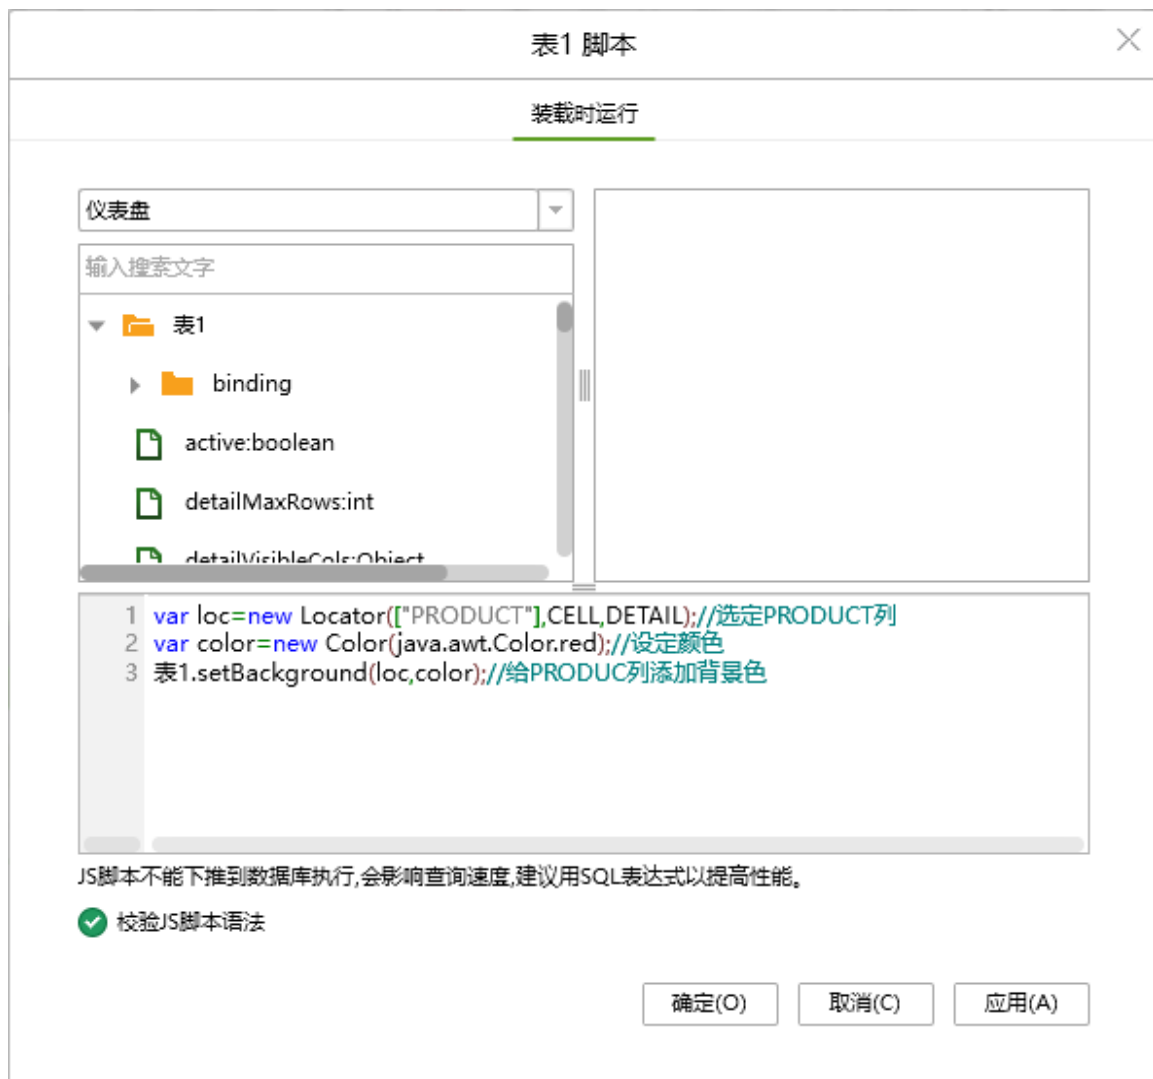 表1 脚本
装载时运行
仪表盘
输入搜索文字
表1
binding
active:boolean
detailMaxRows:int
detailVisibleCols:Object
1 var loc=new Locator(["PRODUCT"],CELL,DETAIL);//选定PRODUCT列
2 var color=new Color(java.awt.Color.red);//设定颜色
3 表1.setBackground(loc,color);//给PRODUC列添加背景色
JS脚本不能下推到数据库执行,会影响查询速度,建议用SQL表达式以提高性能。
校验JS脚本语法
确定(O) 取消(C) 应用(A)